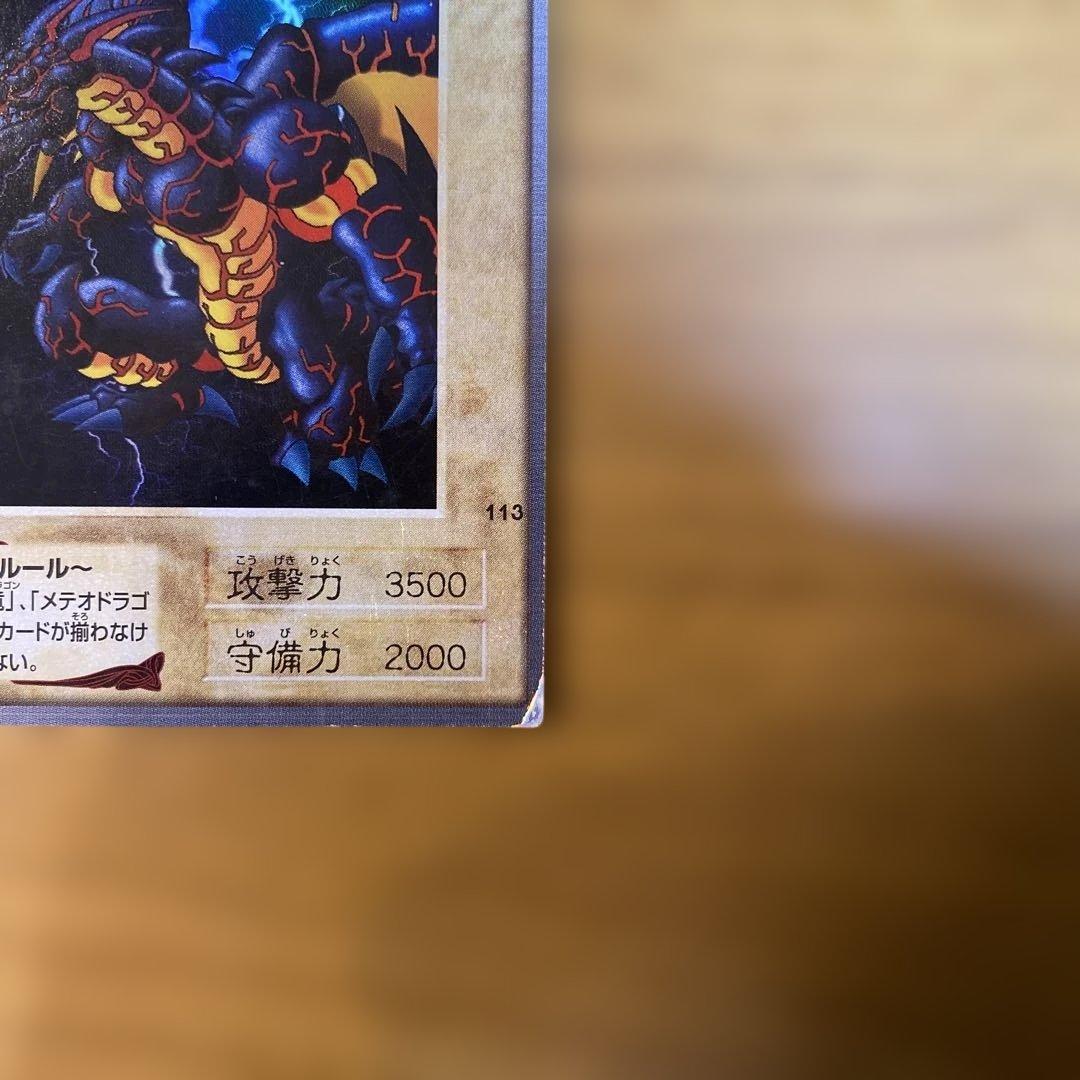 113
ルール～
ラゴン
竜」、「メテオドラゴ
そろ
カードが揃わなけ
ない。
こう げき りょく
攻撃力 3500
しゅ び りょく
守備力 2000